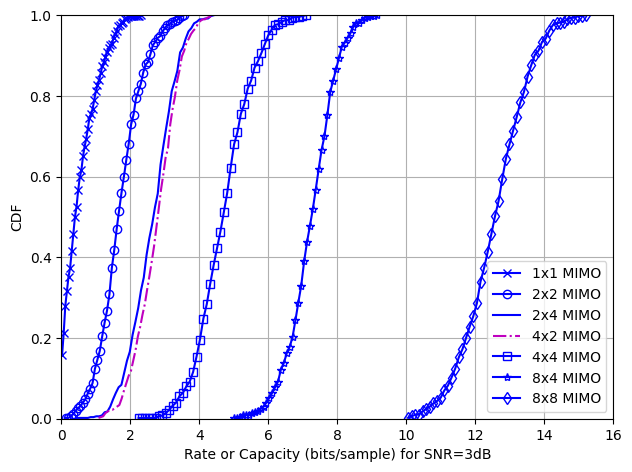 1.0
0.8
0.6
0.4
0.2
0.0
CDF
0
2
4
6
8
10
12
14
16
Rate or Capacity (bits/sample) for SNR=3dB
1x1 MIMO
2x2 MIMO
2x4 MIMO
4x2 MIMO
4x4 MIMO
8x4 MIMO
8x8 MIMO